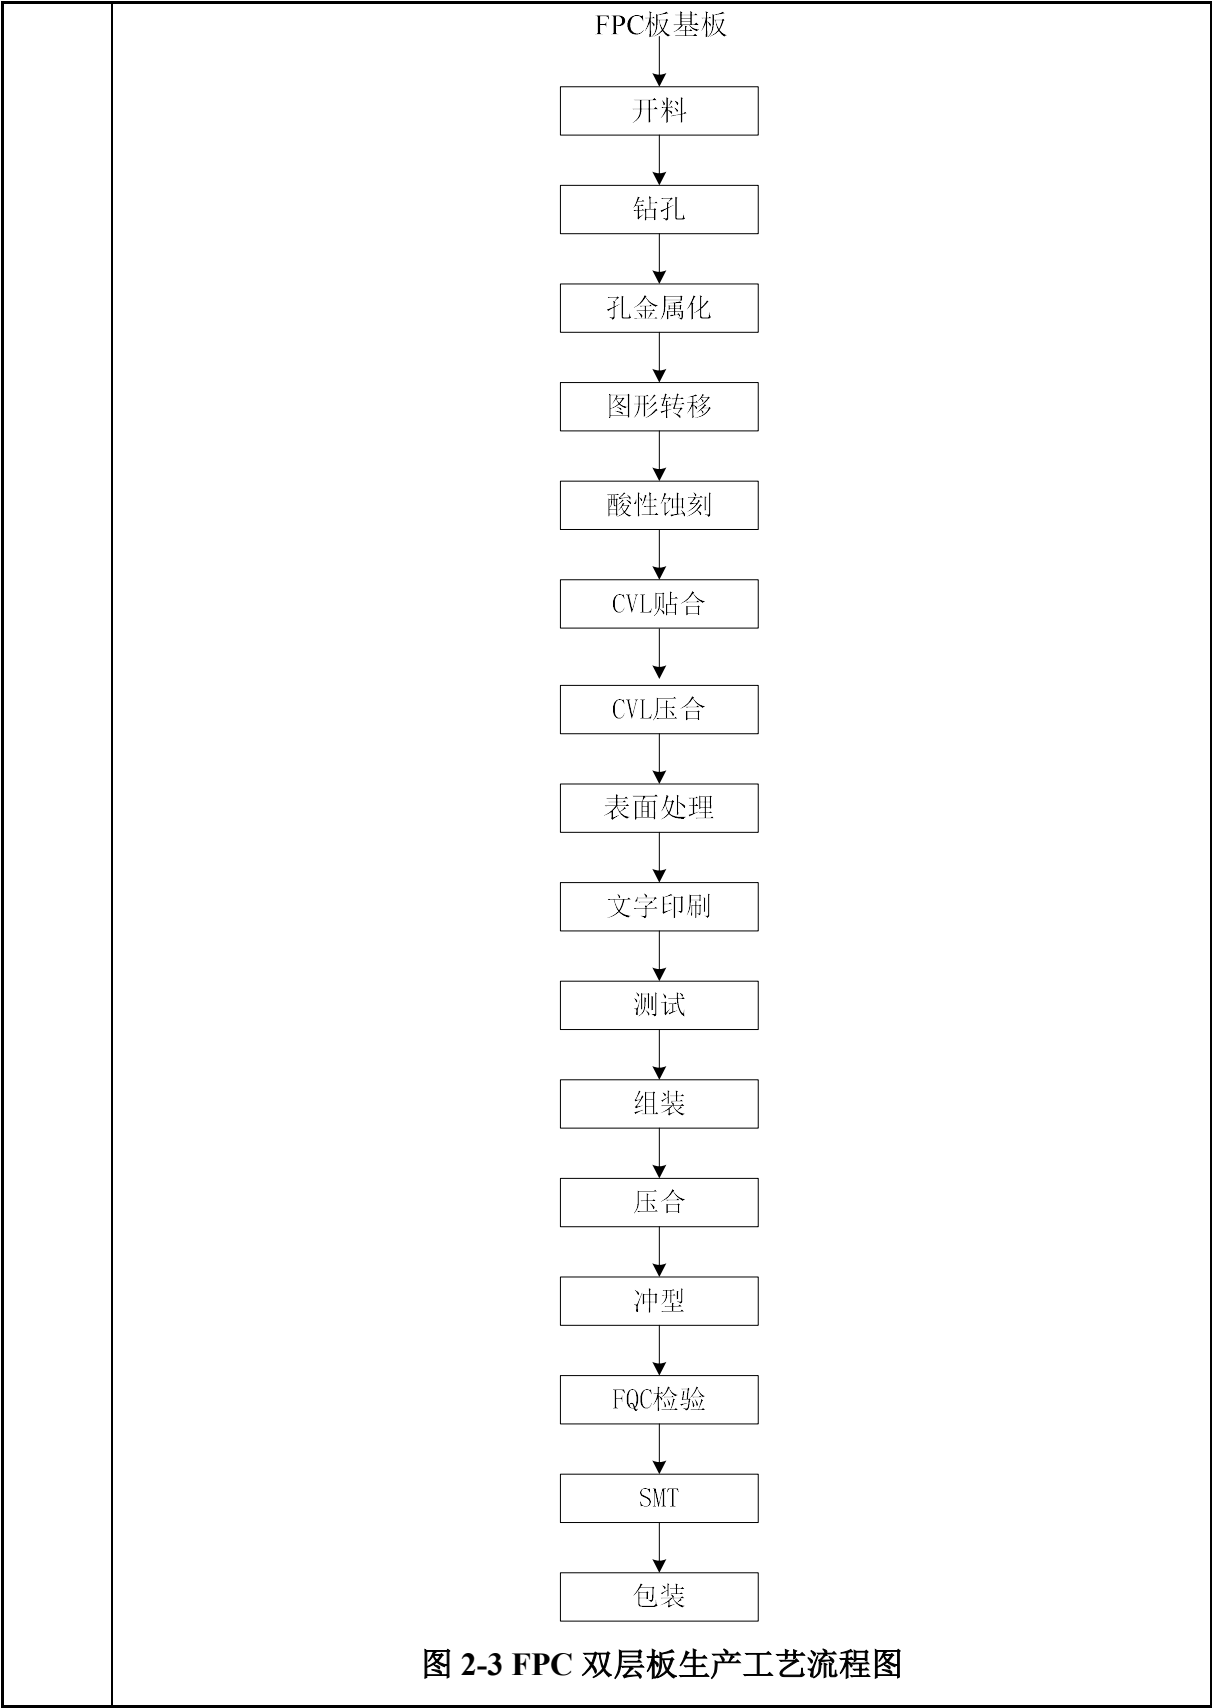 FPC板基板
开料
钻孔
孔金属化
图形转移
酸性蚀刻
CVL贴合
CVL压合
表面处理
文字印刷
测试
组装
压合
冲型
FQC检验
SMT
包装
图 2-3 FPC 双层板生产工艺流程图